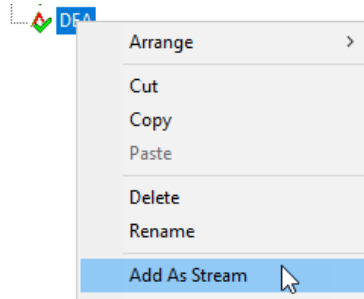 DEA
Arrange
Cut
Copy
Paste
Delete
Rename
Add As Stream